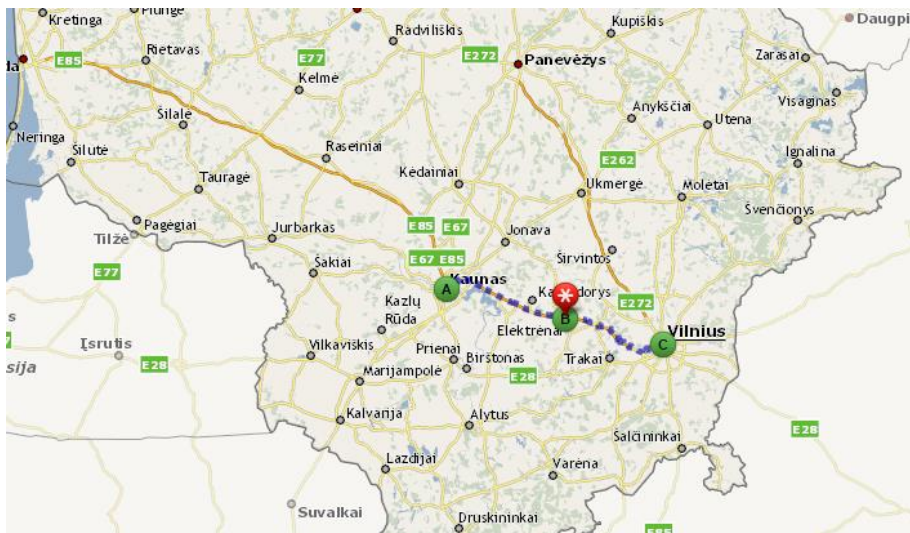 Kretinga
Plungė
Radviliškis
Kupiškis
Daugpi
E85
Rietavas
E77
E272
Panevėžys
Zarasai
da
Kelmė
Visaginas
Anykščiai
Šilalė
Utena
Neringa
Šilutė
Raseiniai
E262
Ignalina
Tauragė
Kėdainiai
Ukmergė
Moletai
Švenčionys
Pagėgiai
Tilžė
Jurbarkas
E85
E67
Jonava
Širvintos
E67
E85
E77
Šakiai
Kaunas
A
Kazlų
Rūda
*
E272
B
Elektrėnai
Vilnius
C
s
7
Įsrutis
sija
E28
Vilkaviškis
Prienai
Birštonas
Trakai
Marijampolė
E28
Kalvarija
Alytus
E28
Šalčininkai
Lazdijai
Varėna
Suvalkai
Druskininkai
E85